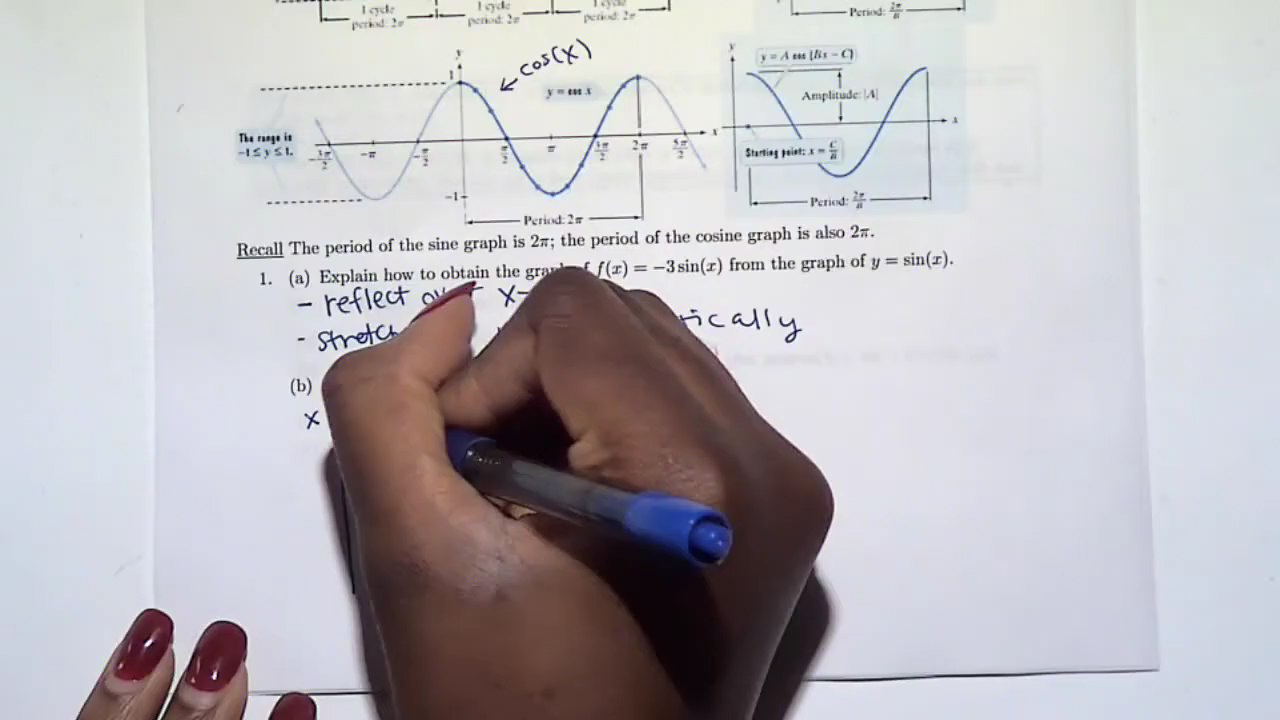 1 cycle 1 cycle 1 cycle
period: 2π period: 2π period: 2π
Period: 2π/B
y
1
cos(x)
y = cos x
The range is
-1 ≤ y ≤ 1.
-3π/2 -π -π/2 π/2 π 3π/2 2π 5π/2 x
-1
Period: 2π
y
y = A cos (Bx - C)
Amplitude: |A|
x
Starting point: x = C/B
Period: 2π/B
Recall The period of the sine graph is 2π; the period of the cosine graph is also 2π.
1. (a) Explain how to obtain the graph of f(x) = -3 sin(x) from the graph of y = sin(x).
- reflect over x-
- stretch
(b)
x